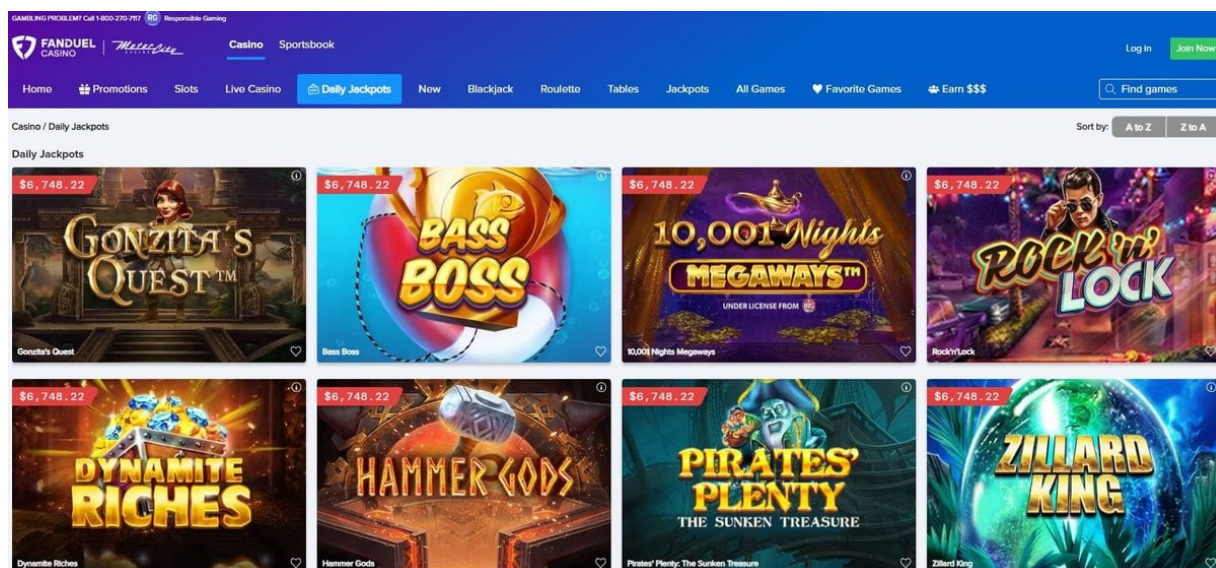 GAMBLING PROBLEM? Call 1-800-270-7117 RG Responsible Gaming
FANDUEL CASINO Casino Sportsbook Log in Join Now
Home Promotions Slots Live Casino Daily Jackpots New Blackjack Roulette Tables Jackpots All Games Favorite Games Earn $$$ Find games
Casino / Daily Jackpots Sort by: A to Z Z to A
Daily Jackpots
$6,748.22 $6,748.22 $6,748.22 $6,748.22
GONZITA'S
QUEST™
BASS
BOSS
10,001 Nights
MEGAWAYS™
UNDER LICENSE FROM
ROCK 'N'
LOCK
Gonzita's Quest Bass Boss 10,001 Nights Megaways Rock'n'Lock
$6,748.22 $6,748.22 $6,748.22 $6,748.22
DYNAMITE
RICHES
HAMMER GODS
PIRATES'
PLENTY
THE SUNKEN TREASURE
ZILLARD
KING
Dynamite Riches Hammer Gods Pirates' Plenty: The Sunken Treasure Zillard King